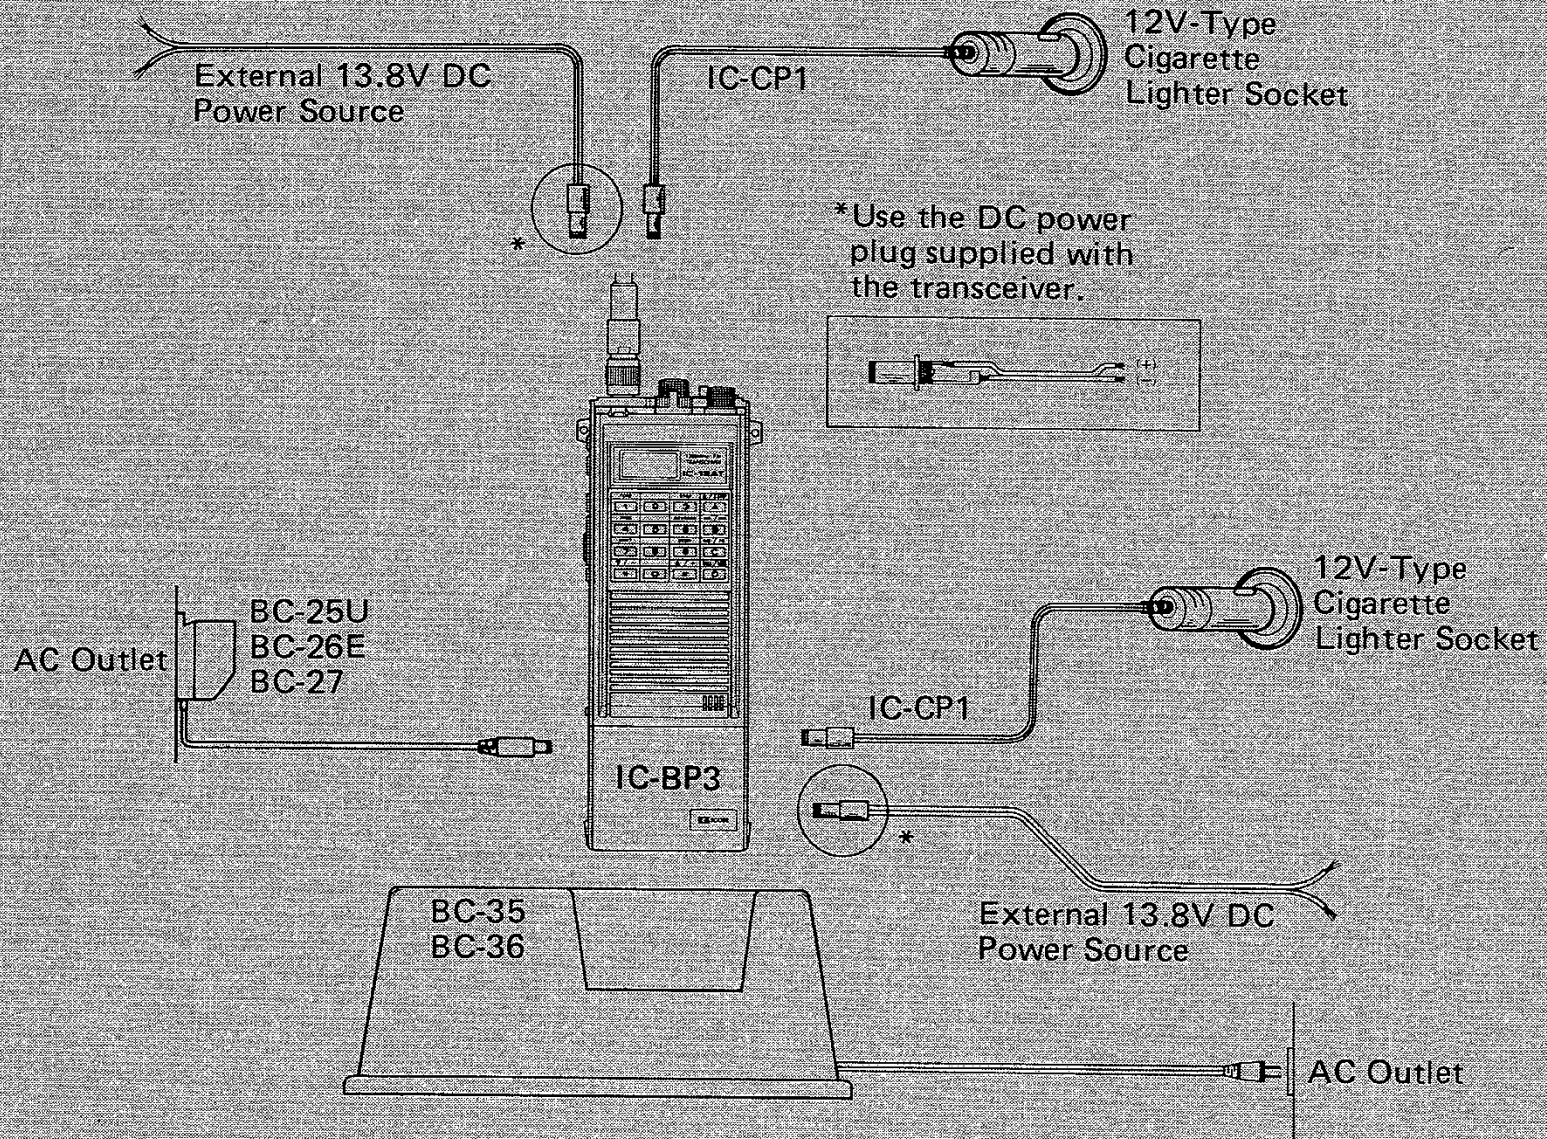 12V-Type
Cigarette
Lighter Socket
External 13.8V DC
Power Source
IC-CP1
*
*Use the DC power
plug supplied with
the transceiver.
(+)
(−)
12V-Type
Cigarette
Lighter Socket
BC-25U
BC-26E
BC-27
AC Outlet
IC-CP1
IC-BP3
ICOM
*
BC-35
BC-36
External 13.8V DC
Power Source
AC Outlet